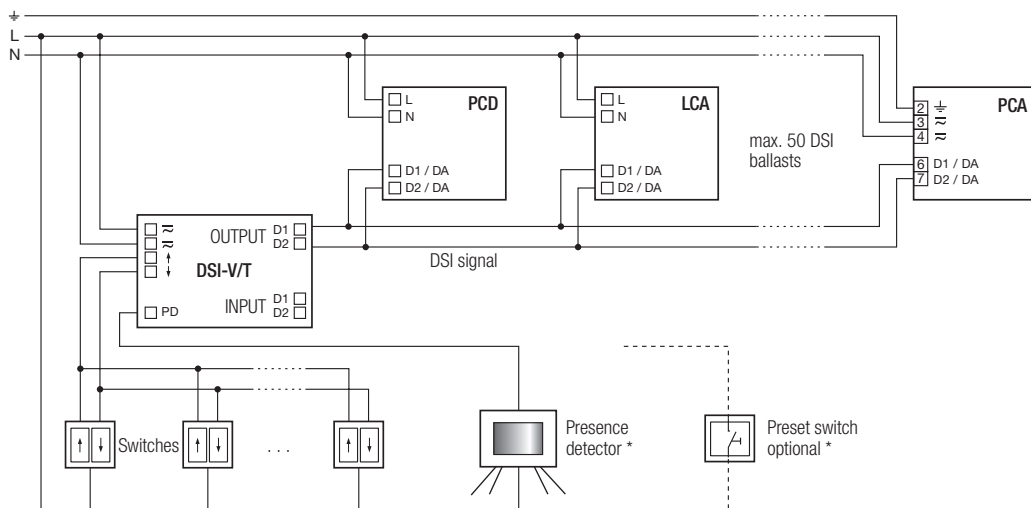 L
N
L
PCD
N
D1 / DA
D2 / DA
L
LCA
N
D1 / DA
D2 / DA
max. 50 DSI
ballasts
PCA
2
3
4
6 D1 / DA
7 D2 / DA
OUTPUT D1
D2
DSI-V/T
INPUT D1
D2
PD
DSI signal
Switches
. . .
Presence
detector *
Preset switch
optional *